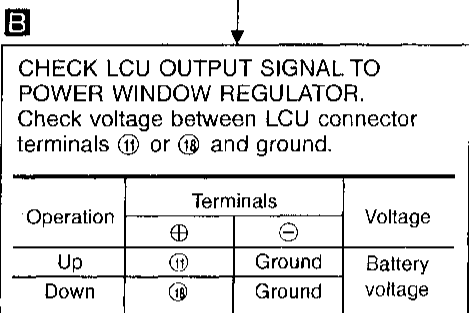 B
CHECK LCU OUTPUT SIGNAL TO
POWER WINDOW REGULATOR.
Check voltage between LCU connector
terminals ⑪ or ⑱ and ground.
Operation Terminals Voltage
⊕ ⊖
Up ⑪ Ground Battery
Down ⑱ Ground voltage